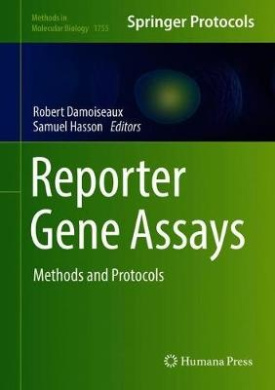 Methods in
Molecular Biology 1755
Springer Protocols
Robert Damoiseaux
Samuel Hasson Editors
Reporter
Gene Assays
Methods and Protocols
Humana Press